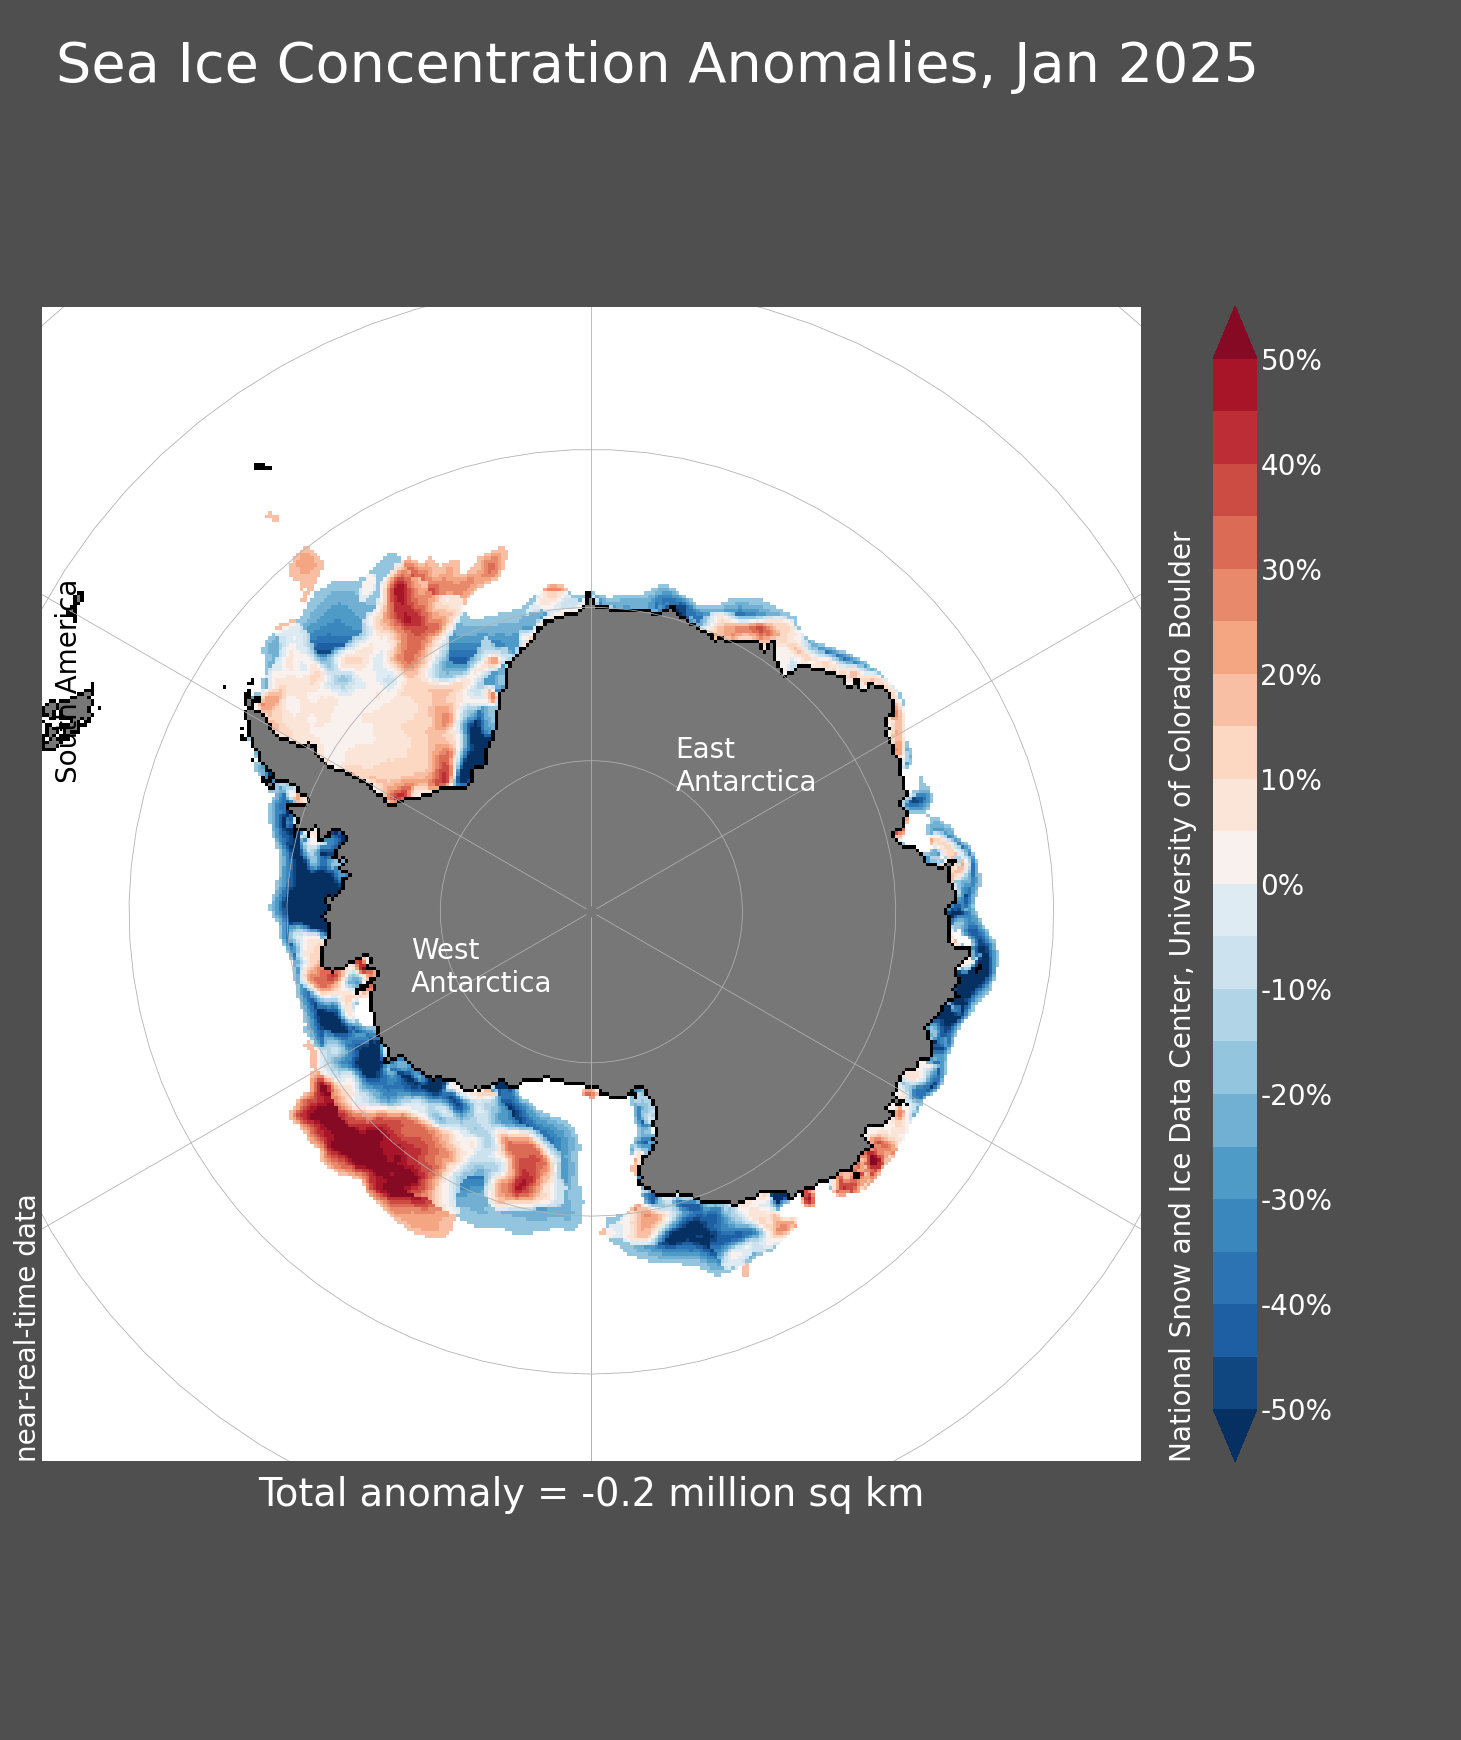 Sea Ice Concentration Anomalies, Jan 2025
South America
East
Antarctica
West
Antarctica
near-real-time data
National Snow and Ice Data Center, University of Colorado Boulder
50%
40%
30%
20%
10%
0%
-10%
-20%
-30%
-40%
-50%
Total anomaly = -0.2 million sq km